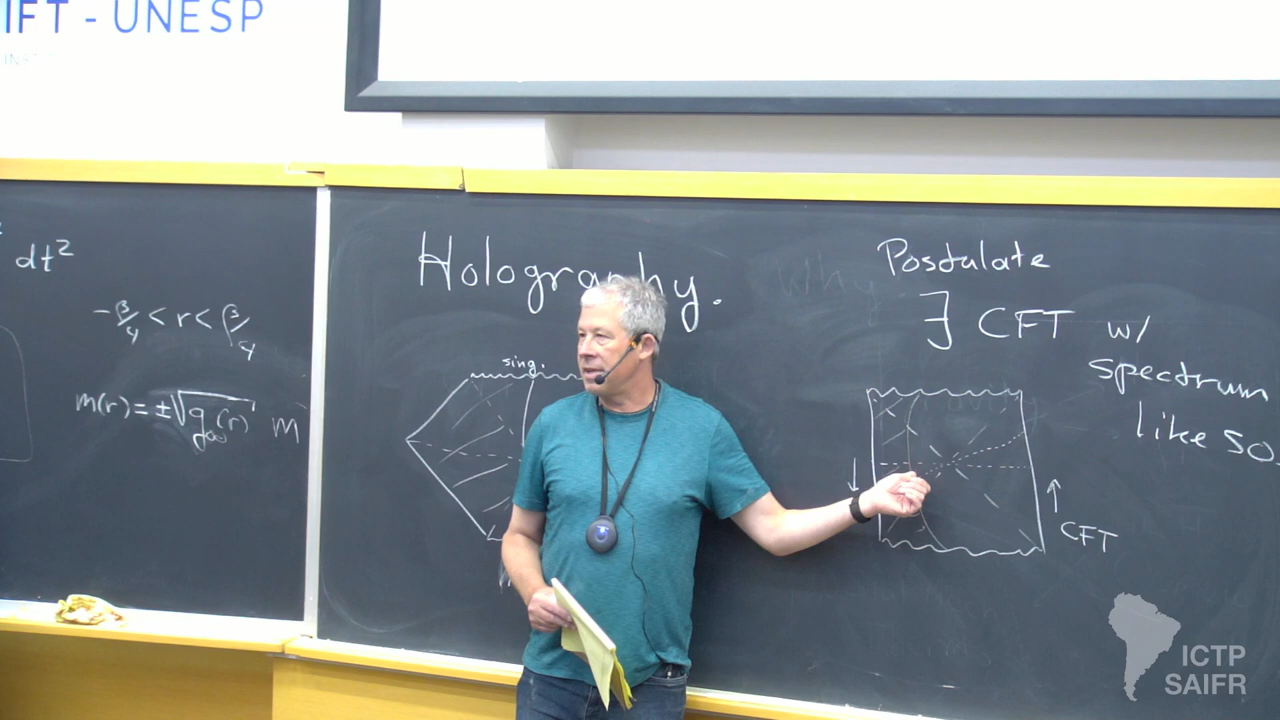 IFT - UNESP
dt²
-β/4 < r < β/4
m(r) = ±√g₀₀(r) m
Holography.
sing.
Postulate
∃ CFT w/
spectrum
like so
↓
↑
CFT
ICTP
SAIFR